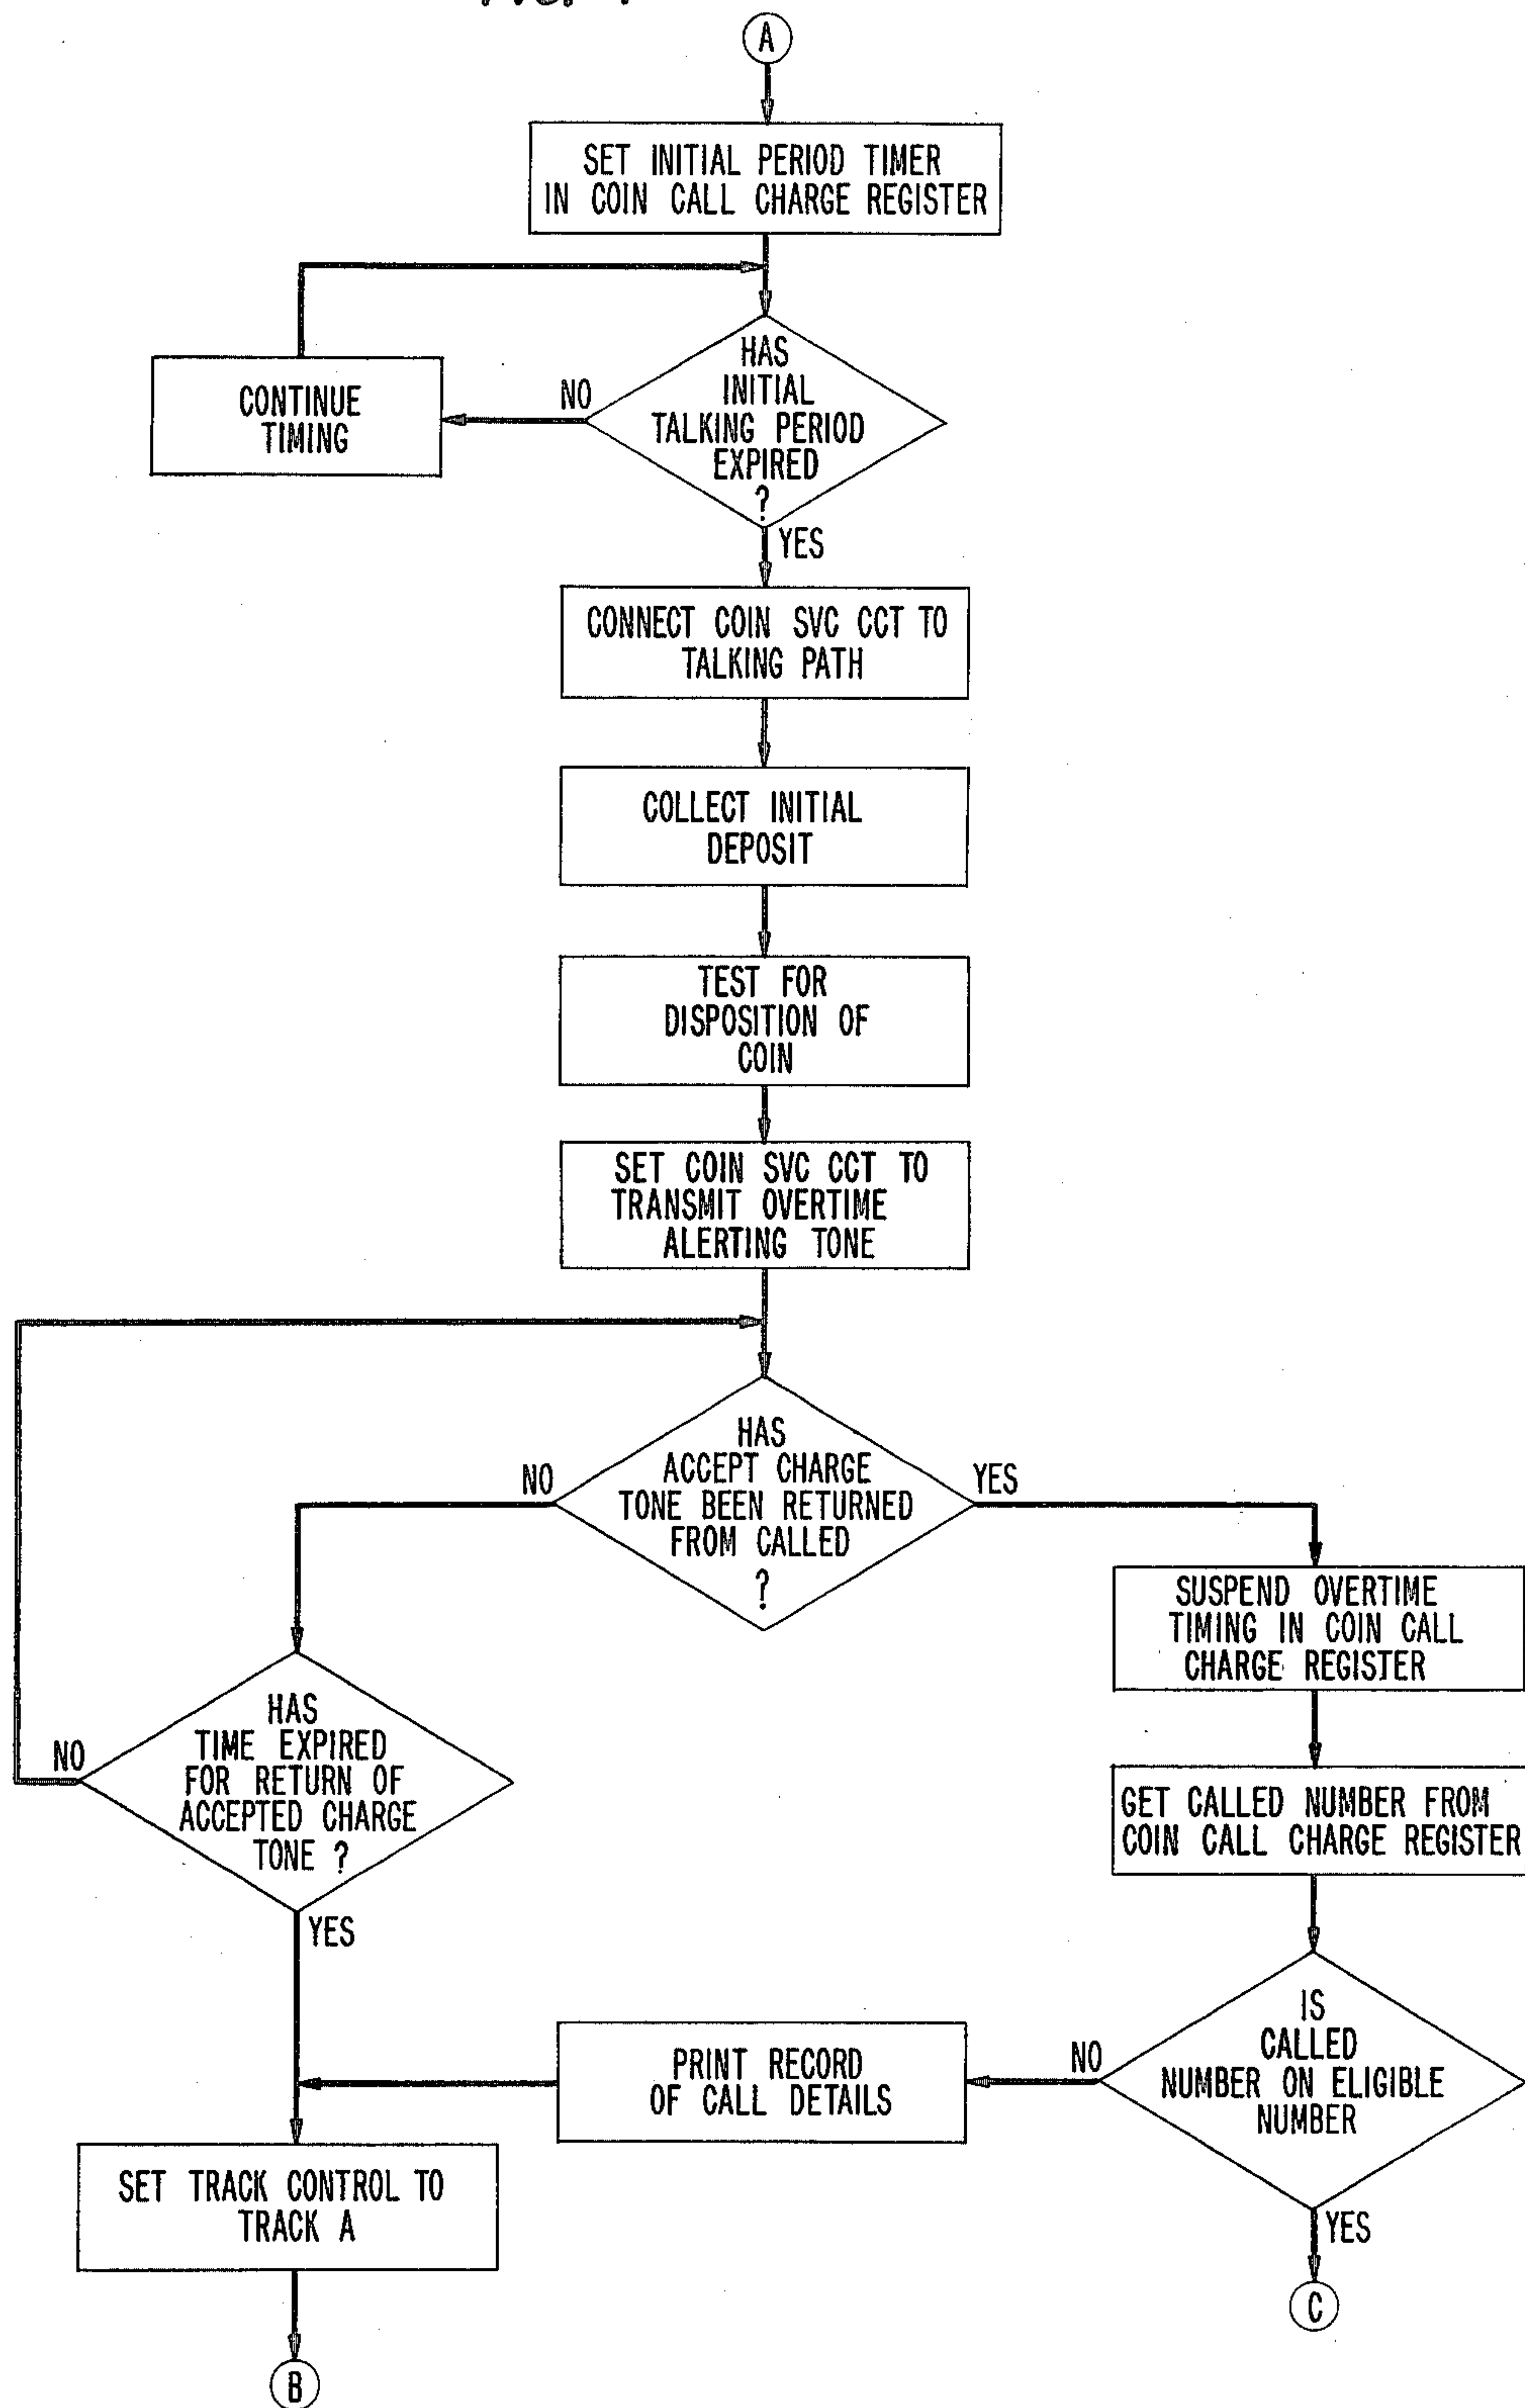 A
SET INITIAL PERIOD TIMER
IN COIN CALL CHARGE REGISTER
HAS
INITIAL
TALKING PERIOD
EXPIRED
?
NO
CONTINUE
TIMING
YES
CONNECT COIN SVC CCT TO
TALKING PATH
COLLECT INITIAL
DEPOSIT
TEST FOR
DISPOSITION OF
COIN
SET COIN SVC CCT TO
TRANSMIT OVERTIME
ALERTING TONE
HAS
ACCEPT CHARGE
TONE BEEN RETURNED
FROM CALLED
?
NO
YES
SUSPEND OVERTIME
TIMING IN COIN CALL
CHARGE REGISTER
HAS
TIME EXPIRED
FOR RETURN OF
ACCEPTED CHARGE
TONE ?
NO
YES
GET CALLED NUMBER FROM
COIN CALL CHARGE REGISTER
IS
CALLED
NUMBER ON ELIGIBLE
NUMBER
NO
PRINT RECORD
OF CALL DETAILS
SET TRACK CONTROL TO
TRACK A
YES
C
B